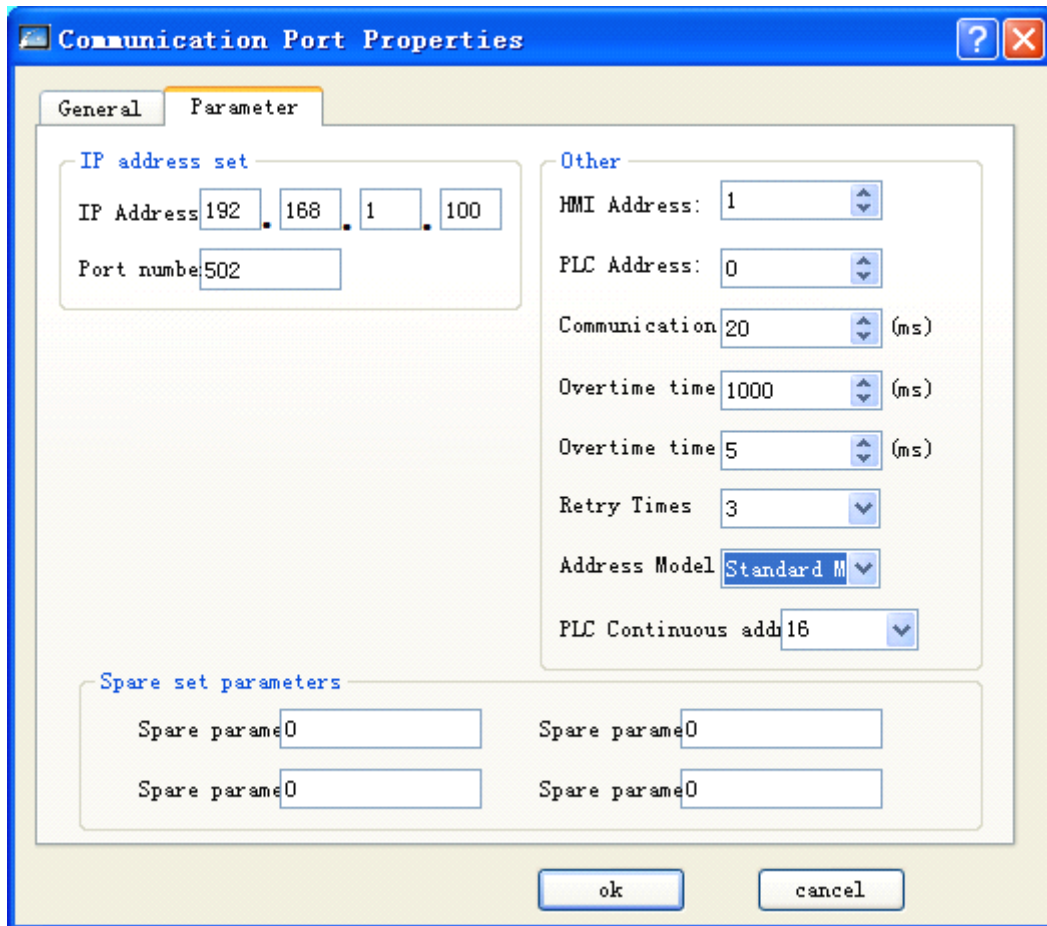 Communication Port Properties
General Parameter
IP address set
IP Address 192 . 168 . 1 . 100
Port numbe 502
Other
HMI Address: 1
PLC Address: 0
Communication 20 (ms)
Overtime time 1000 (ms)
Overtime time 5 (ms)
Retry Times 3
Address Model Standard M
PLC Continuous addr 16
Spare set parameters
Spare parame 0 Spare parame 0
Spare parame 0 Spare parame 0
ok cancel